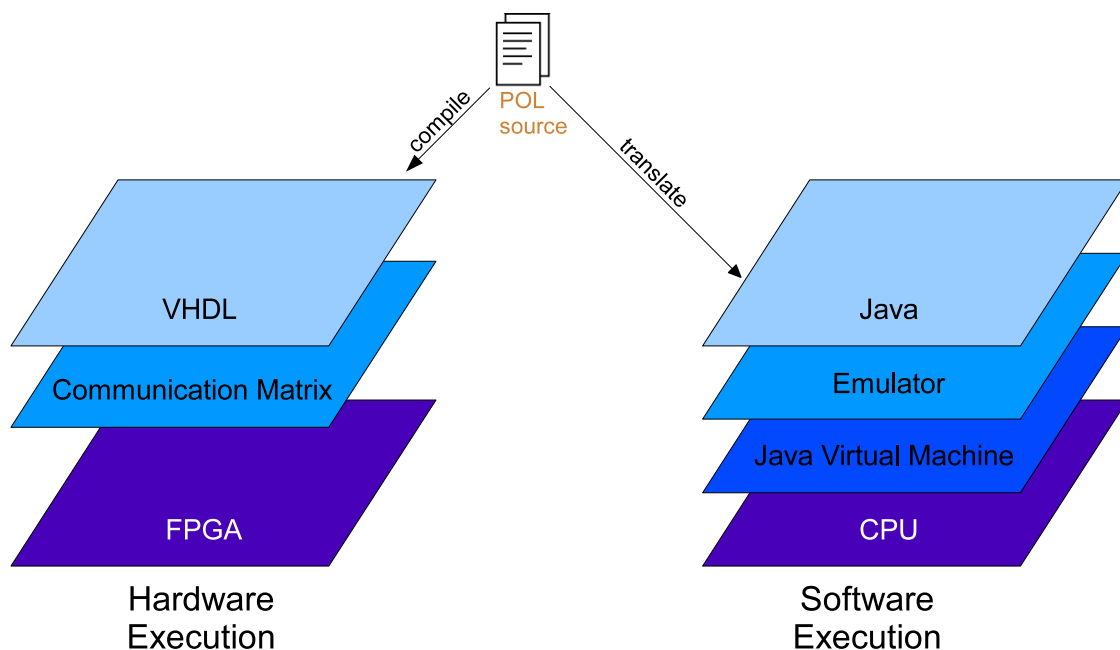 POL
source
compile
translate
VHDL
Communication Matrix
FPGA
Hardware
Execution
Java
Emulator
Java Virtual Machine
CPU
Software
Execution